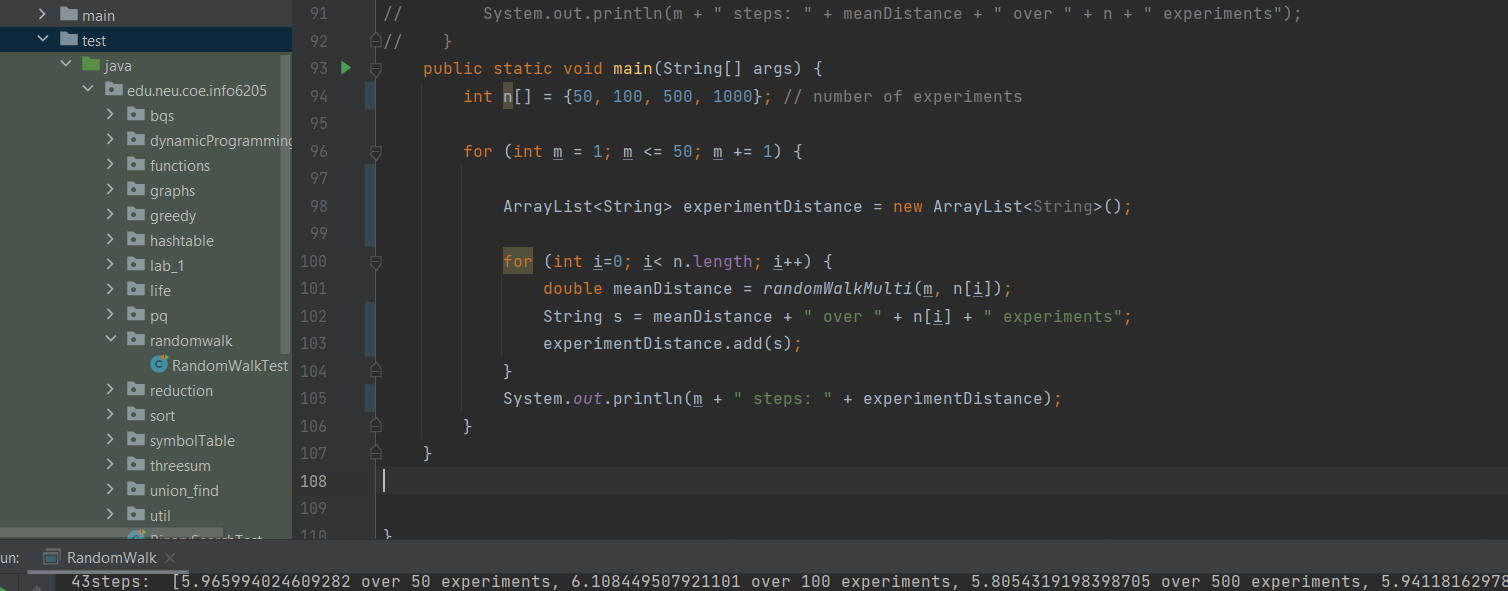 main
test
java
edu.neu.coe.info6205
bqs
dynamicProgramming
functions
graphs
greedy
hashtable
lab_1
life
pq
randomwalk
RandomWalkTest
reduction
sort
symbolTable
threesum
union_find
util
BinarySearchTest
91 // System.out.println(m + " steps: " + meanDistance + " over " + n + " experiments");
92 // }
93 public static void main(String[] args) {
94 int n[] = {50, 100, 500, 1000}; // number of experiments
95
96 for (int m = 1; m <= 50; m += 1) {
97
98 ArrayList<String> experimentDistance = new ArrayList<String>();
99
100 for (int i=0; i< n.length; i++) {
101 double meanDistance = randomWalkMulti(m, n[i]);
102 String s = meanDistance + " over " + n[i] + " experiments";
103 experimentDistance.add(s);
104 }
105 System.out.println(m + " steps: " + experimentDistance);
106 }
107 }
108
109
110 }
un: RandomWalk
43steps: [5.965994024609282 over 50 experiments, 6.108449507921101 over 100 experiments, 5.8054319198398705 over 500 experiments, 5.94118162978